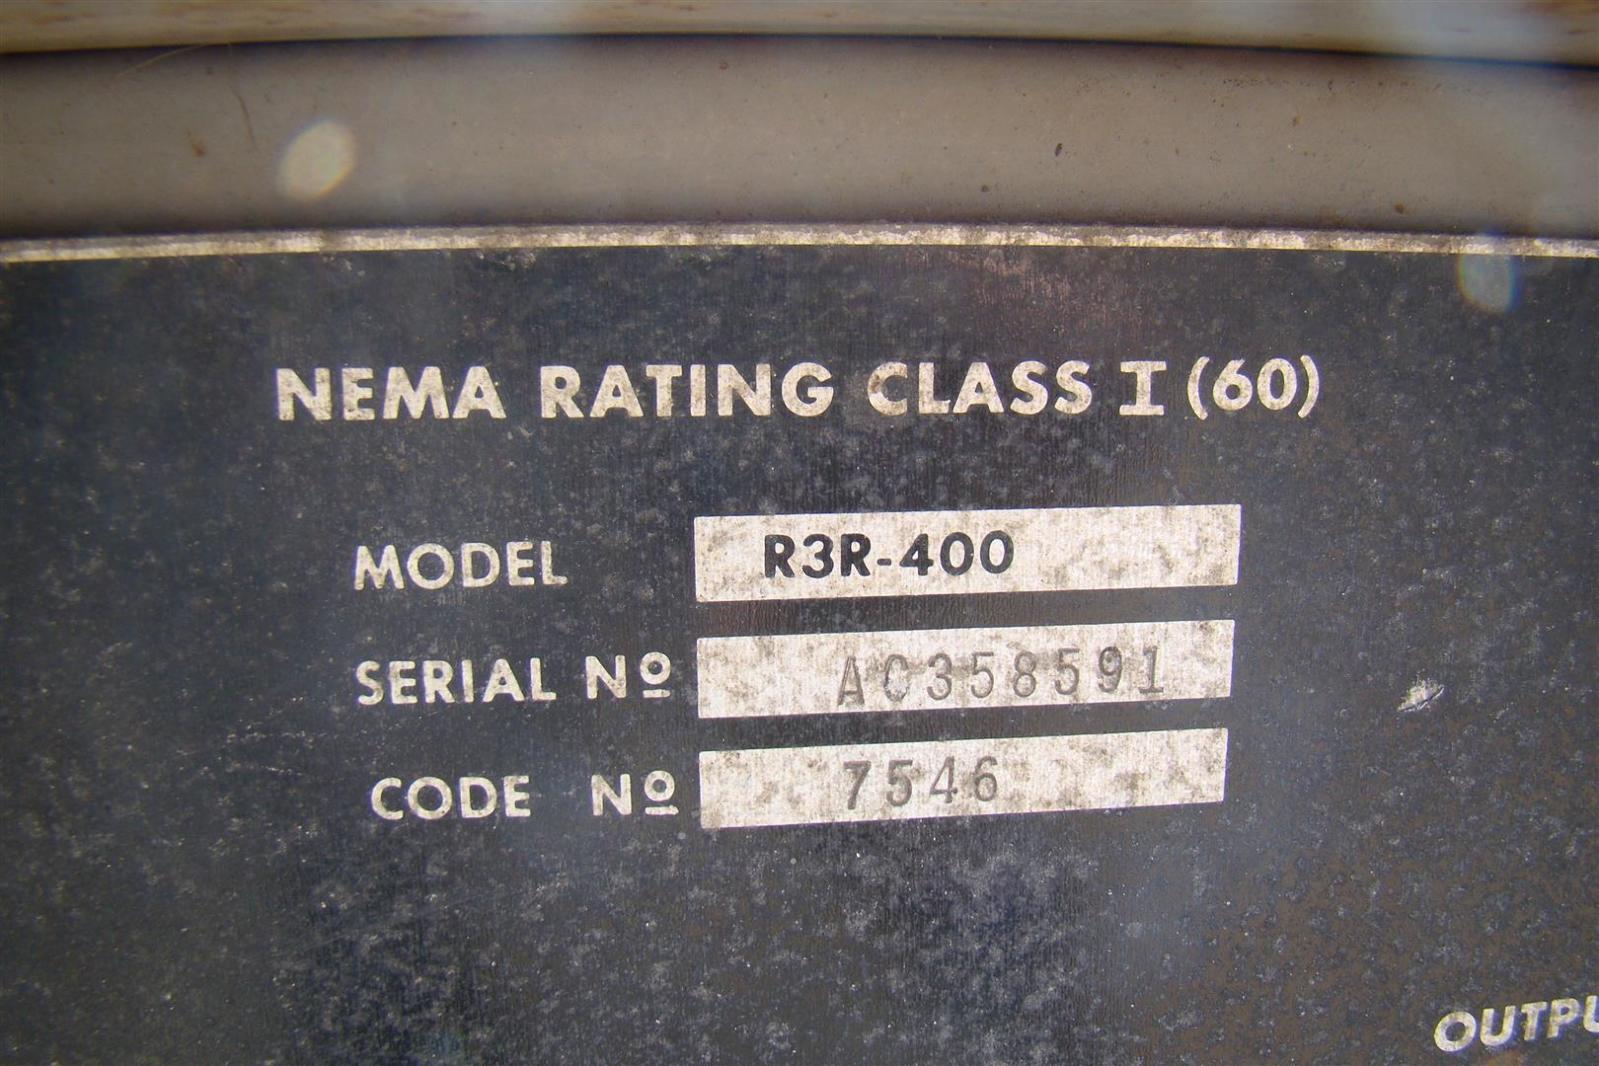 NEMA RATING CLASS I (60)
MODEL R3R-400
SERIAL Nº AC358591
CODE Nº 7546
OUTPU